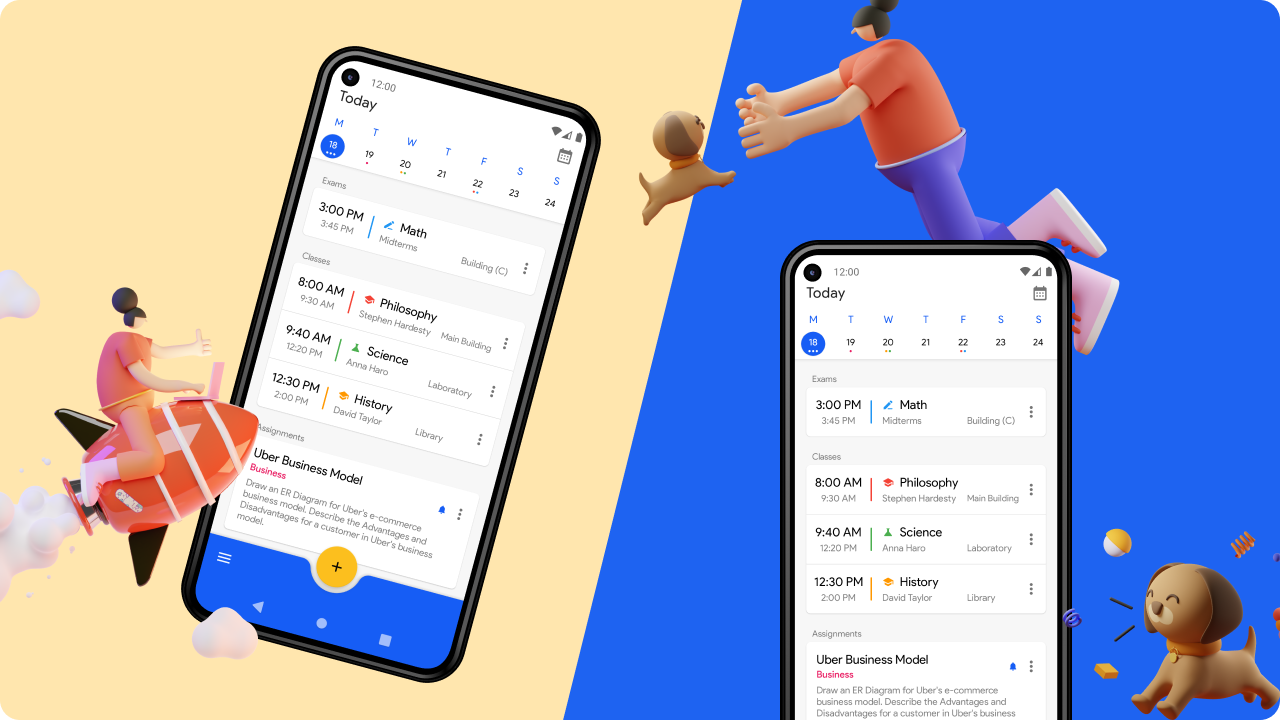 12:00
Today
M T W T F S S
18 19 20 21 22 23 24
Exams
3:00 PM Math
3:45 PM Midterms Building (C)
Classes
8:00 AM Philosophy
9:30 AM Stephen Hardesty Main Building
9:40 AM Science
12:20 PM Anna Haro Laboratory
12:30 PM History
2:00 PM David Taylor Library
Assignments
Uber Business Model
Business
Draw an ER Diagram for Uber's e-commerce
business model. Describe the Advantages and
Disadvantages for a customer in Uber's business
model.
+
12:00
Today
M T W T F S S
18 19 20 21 22 23 24
Exams
3:00 PM Math
3:45 PM Midterms Building (C)
Classes
8:00 AM Philosophy
9:30 AM Stephen Hardesty Main Building
9:40 AM Science
12:20 PM Anna Haro Laboratory
12:30 PM History
2:00 PM David Taylor Library
Assignments
Uber Business Model
Business
Draw an ER Diagram for Uber's e-commerce
business model. Describe the Advantages and
Disadvantages for a customer in Uber's business